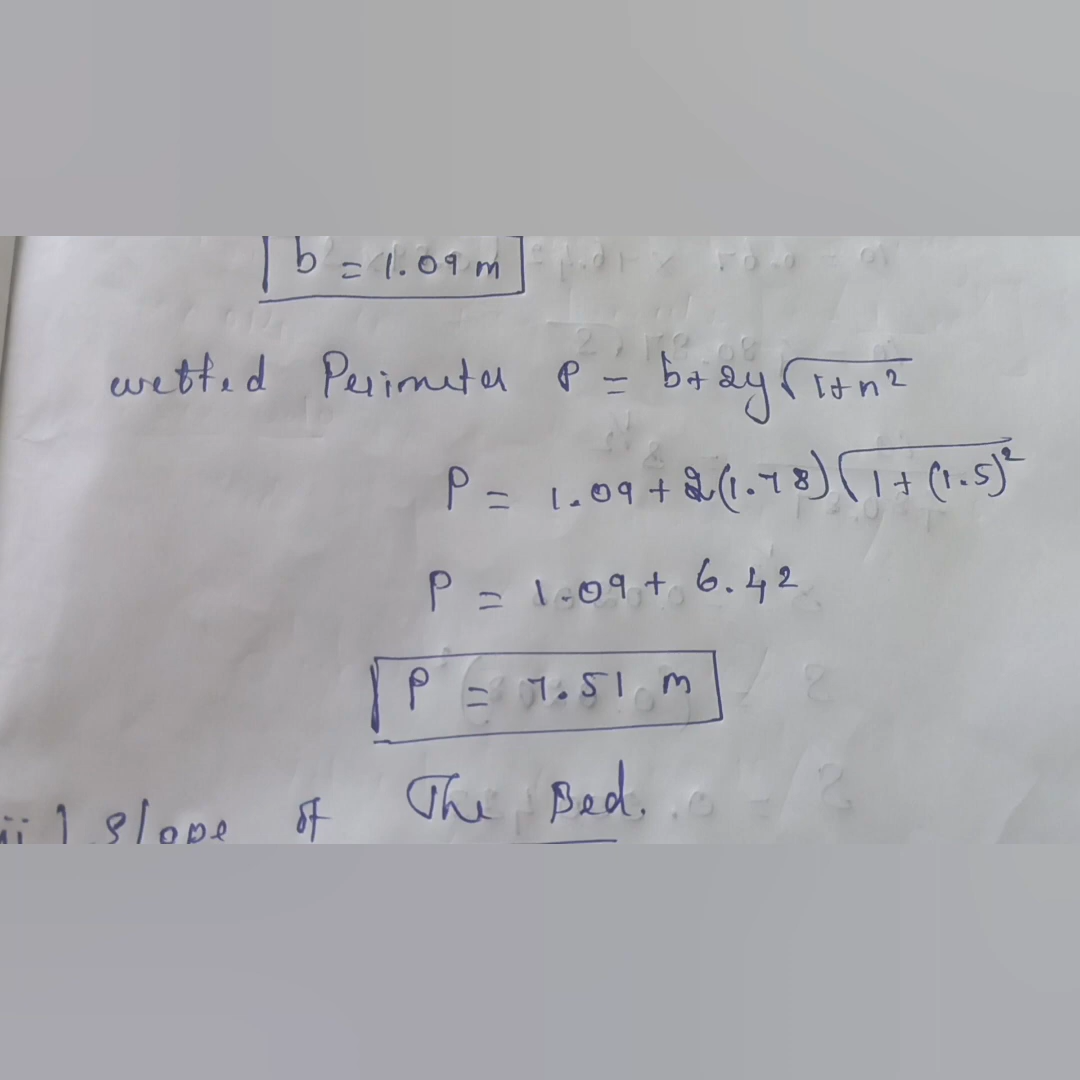 b = 1.09 m
wetted Perimeter P = b+2y√1+n²
P = 1.09 + 2(1.78)√1+(1.5)²
P = 1.09 + 6.42
P = 7.51 m
ii) Slope of The Bed.